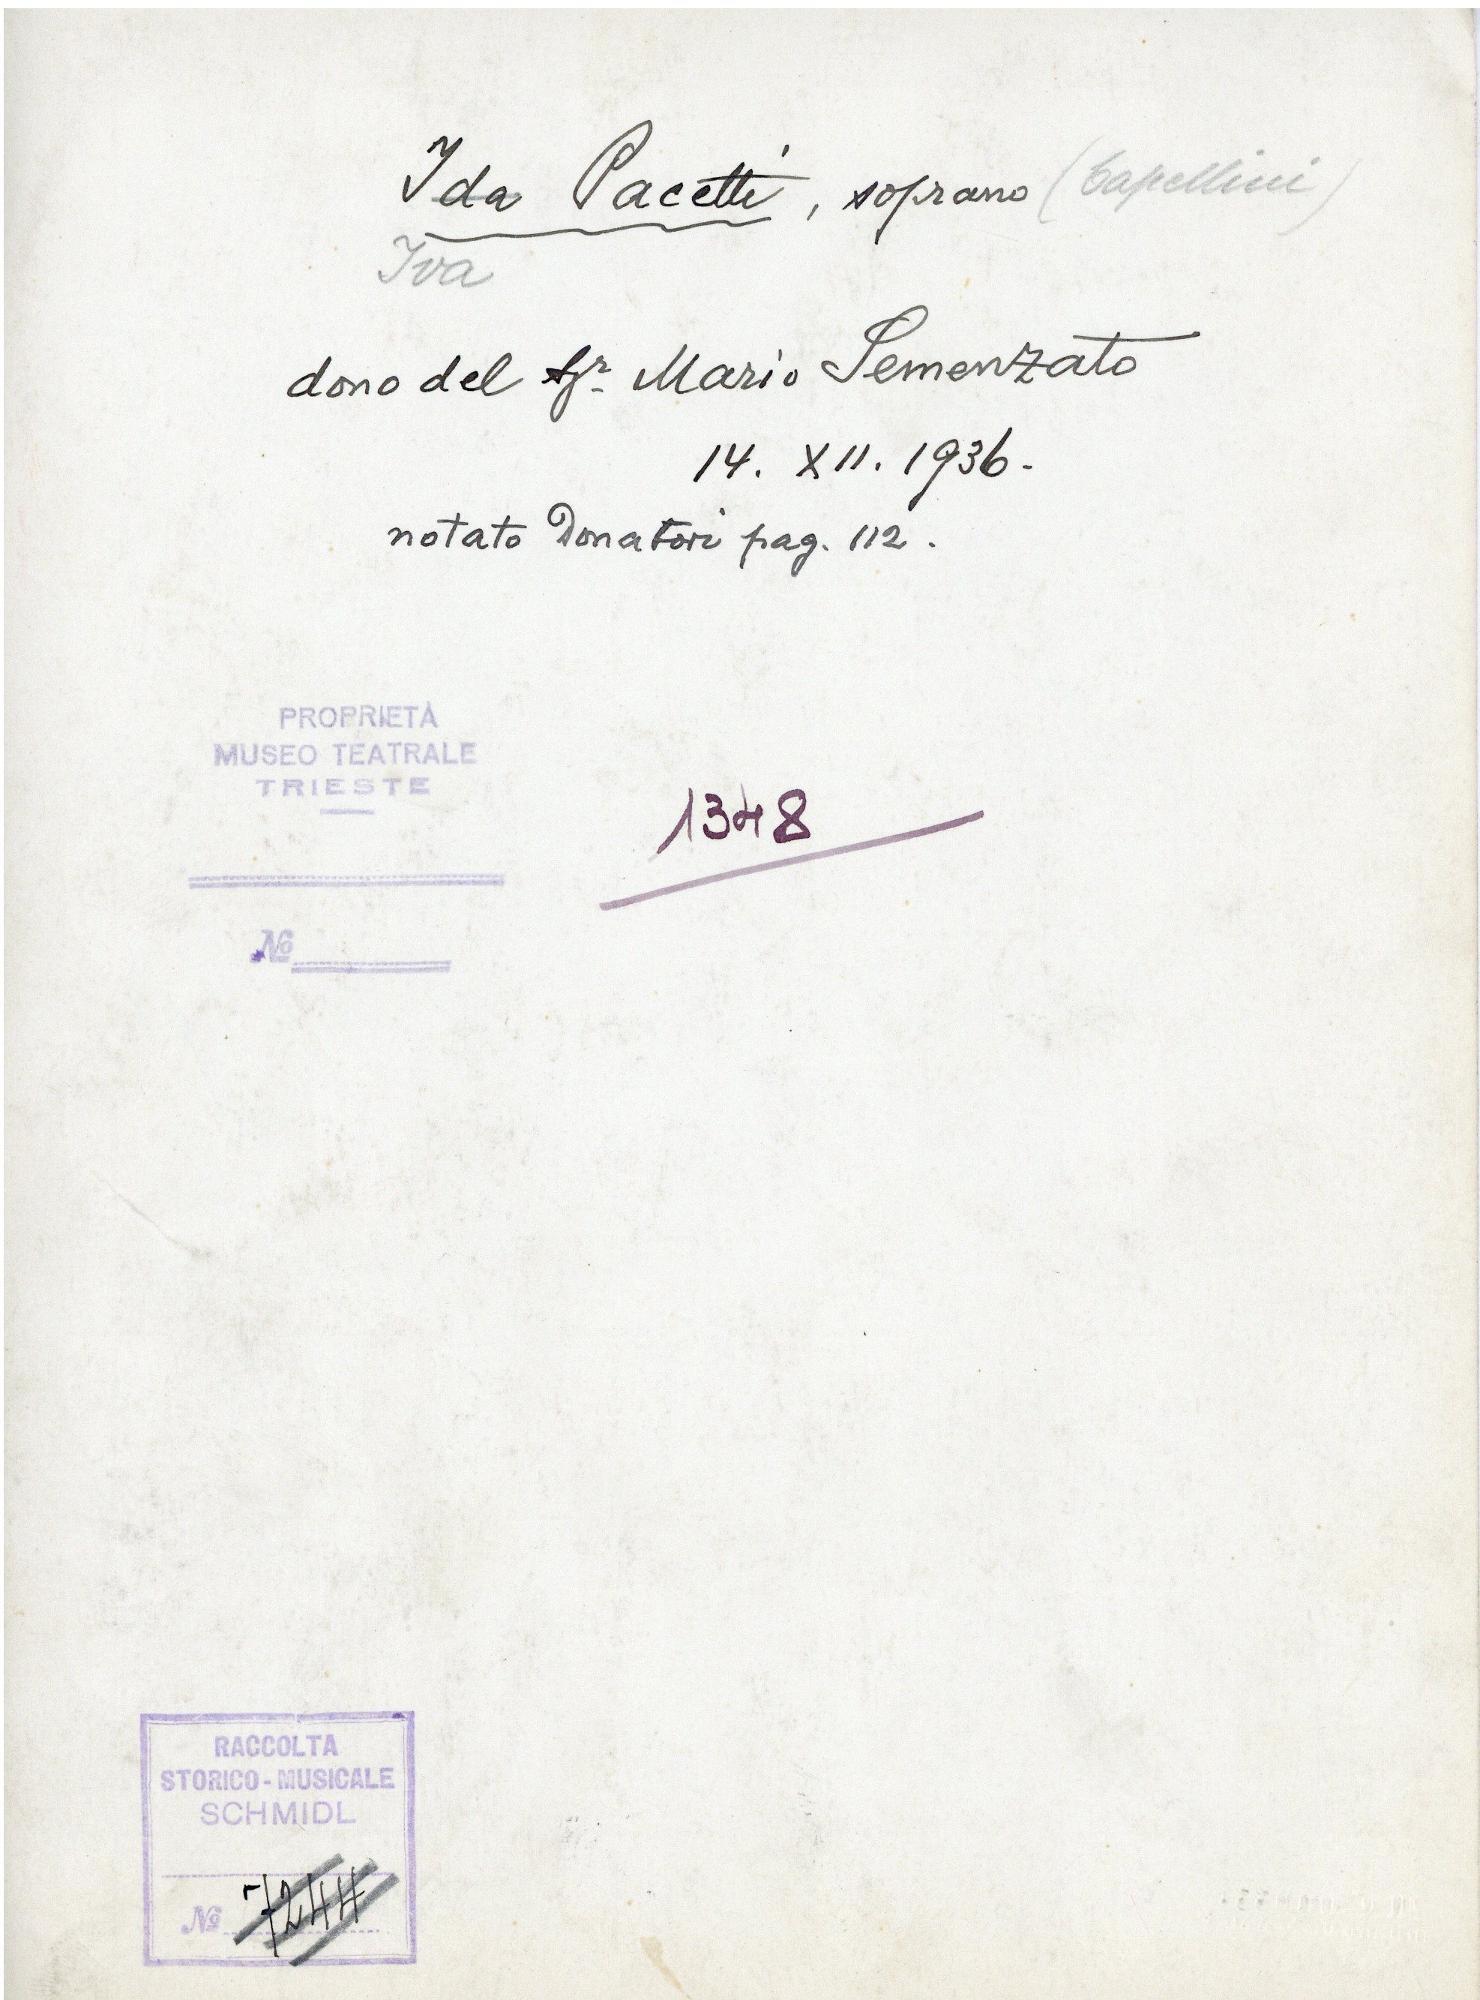 Ida Pacetti, soprano (Capellini)
Iva
dono del Sgr. Mario Semenzato
14. XII. 1936.
notato Donatori pag. 112.
PROPRIETÀ
MUSEO TEATRALE
TRIESTE
1348
No
RACCOLTA
STORICO-MUSICALE
SCHMIDL
No 7244